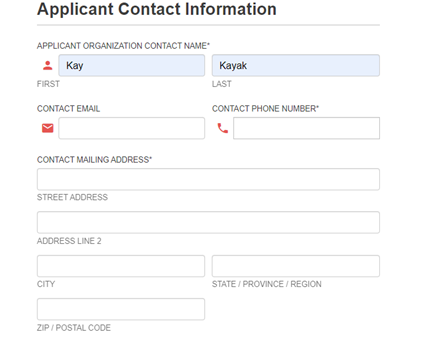 Applicant Contact Information
APPLICANT ORGANIZATION CONTACT NAME*
Kay Kayak
FIRST LAST
CONTACT EMAIL CONTACT PHONE NUMBER*
CONTACT MAILING ADDRESS*
STREET ADDRESS
ADDRESS LINE 2
CITY STATE / PROVINCE / REGION
ZIP / POSTAL CODE